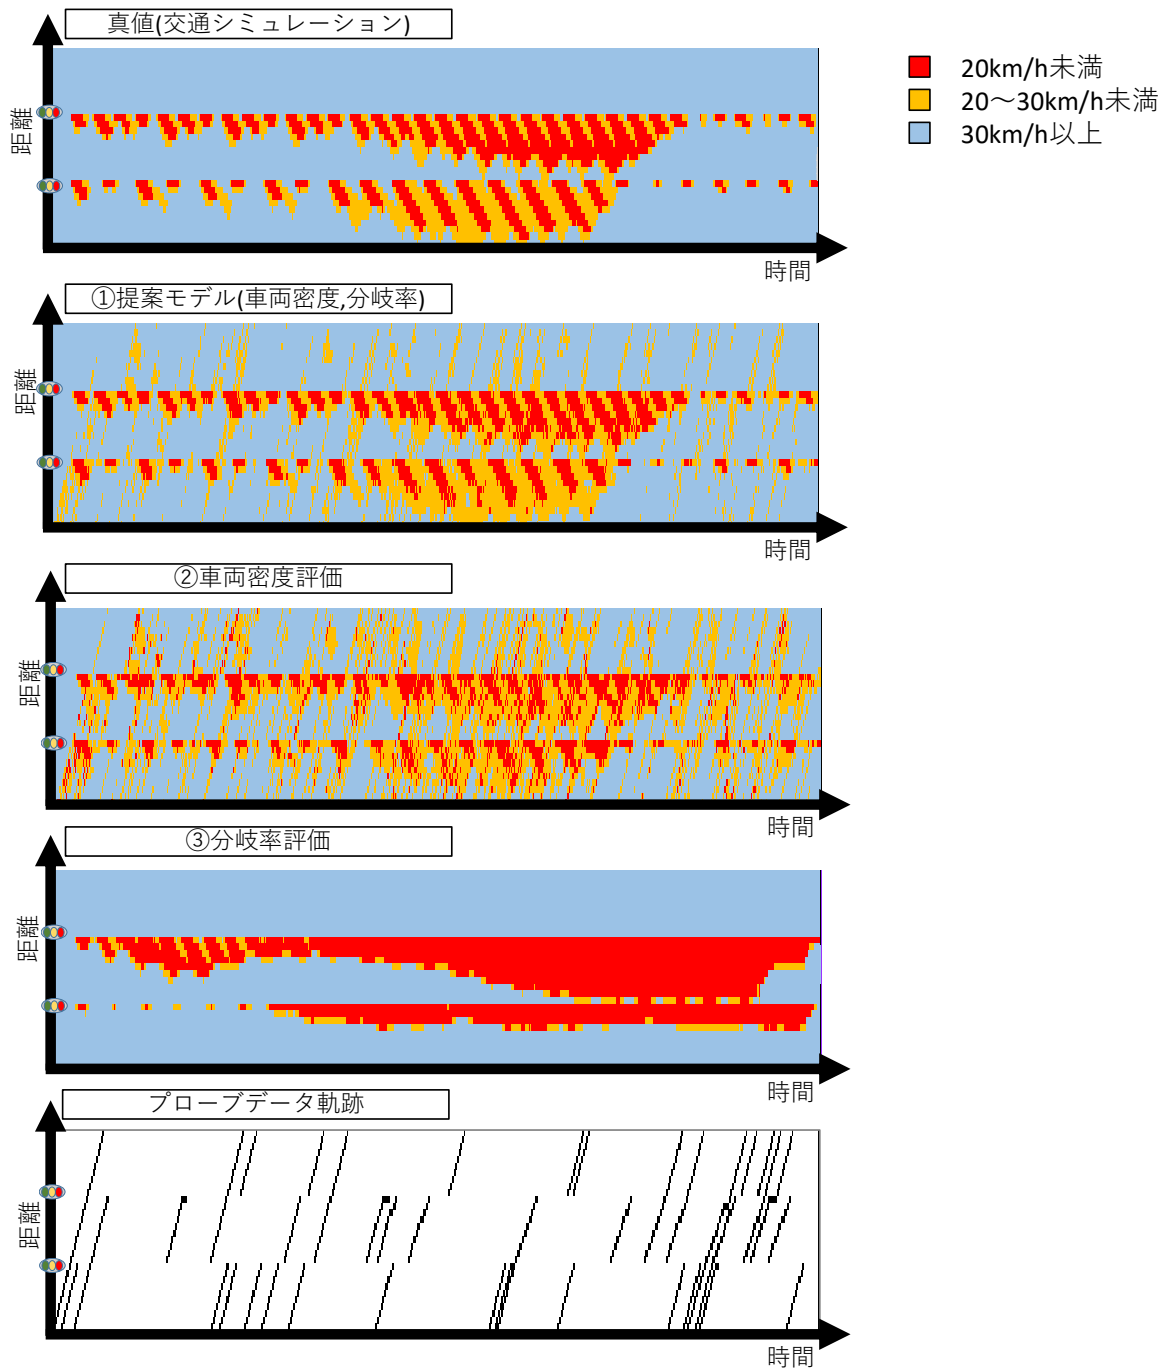 真値(交通シミュレーション)
距離
時間
20km/h未満
20～30km/h未満
30km/h以上
①提案モデル(車両密度,分岐率)
距離
時間
②車両密度評価
距離
時間
③分岐率評価
距離
時間
プローブデータ軌跡
距離
時間